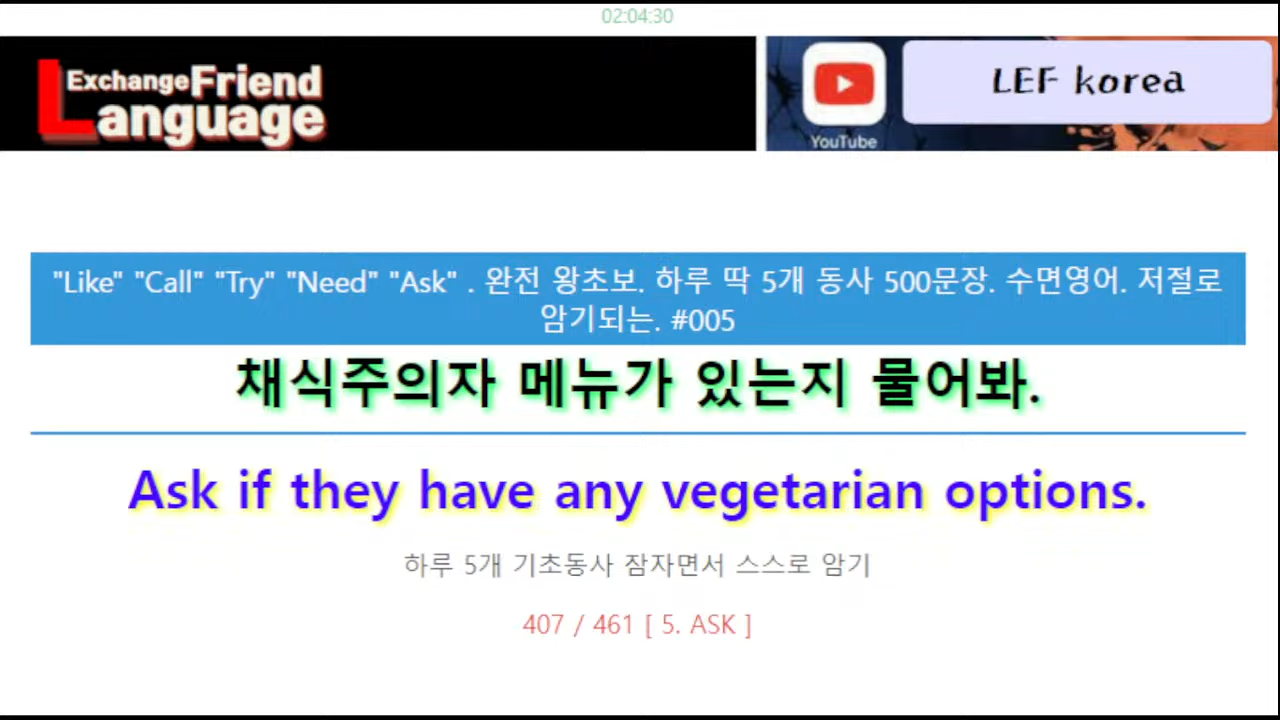 02:04:30
ExchangeFriend
Language
LEF korea
YouTube
"Like" "Call" "Try" "Need" "Ask" . 완전 왕초보. 하루 딱 5개 동사 500문장. 수면영어. 저절로
암기되는. #005
채식주의자 메뉴가 있는지 물어봐.
Ask if they have any vegetarian options.
하루 5개 기초동사 잠자면서 스스로 암기
407 / 461 [ 5. ASK ]